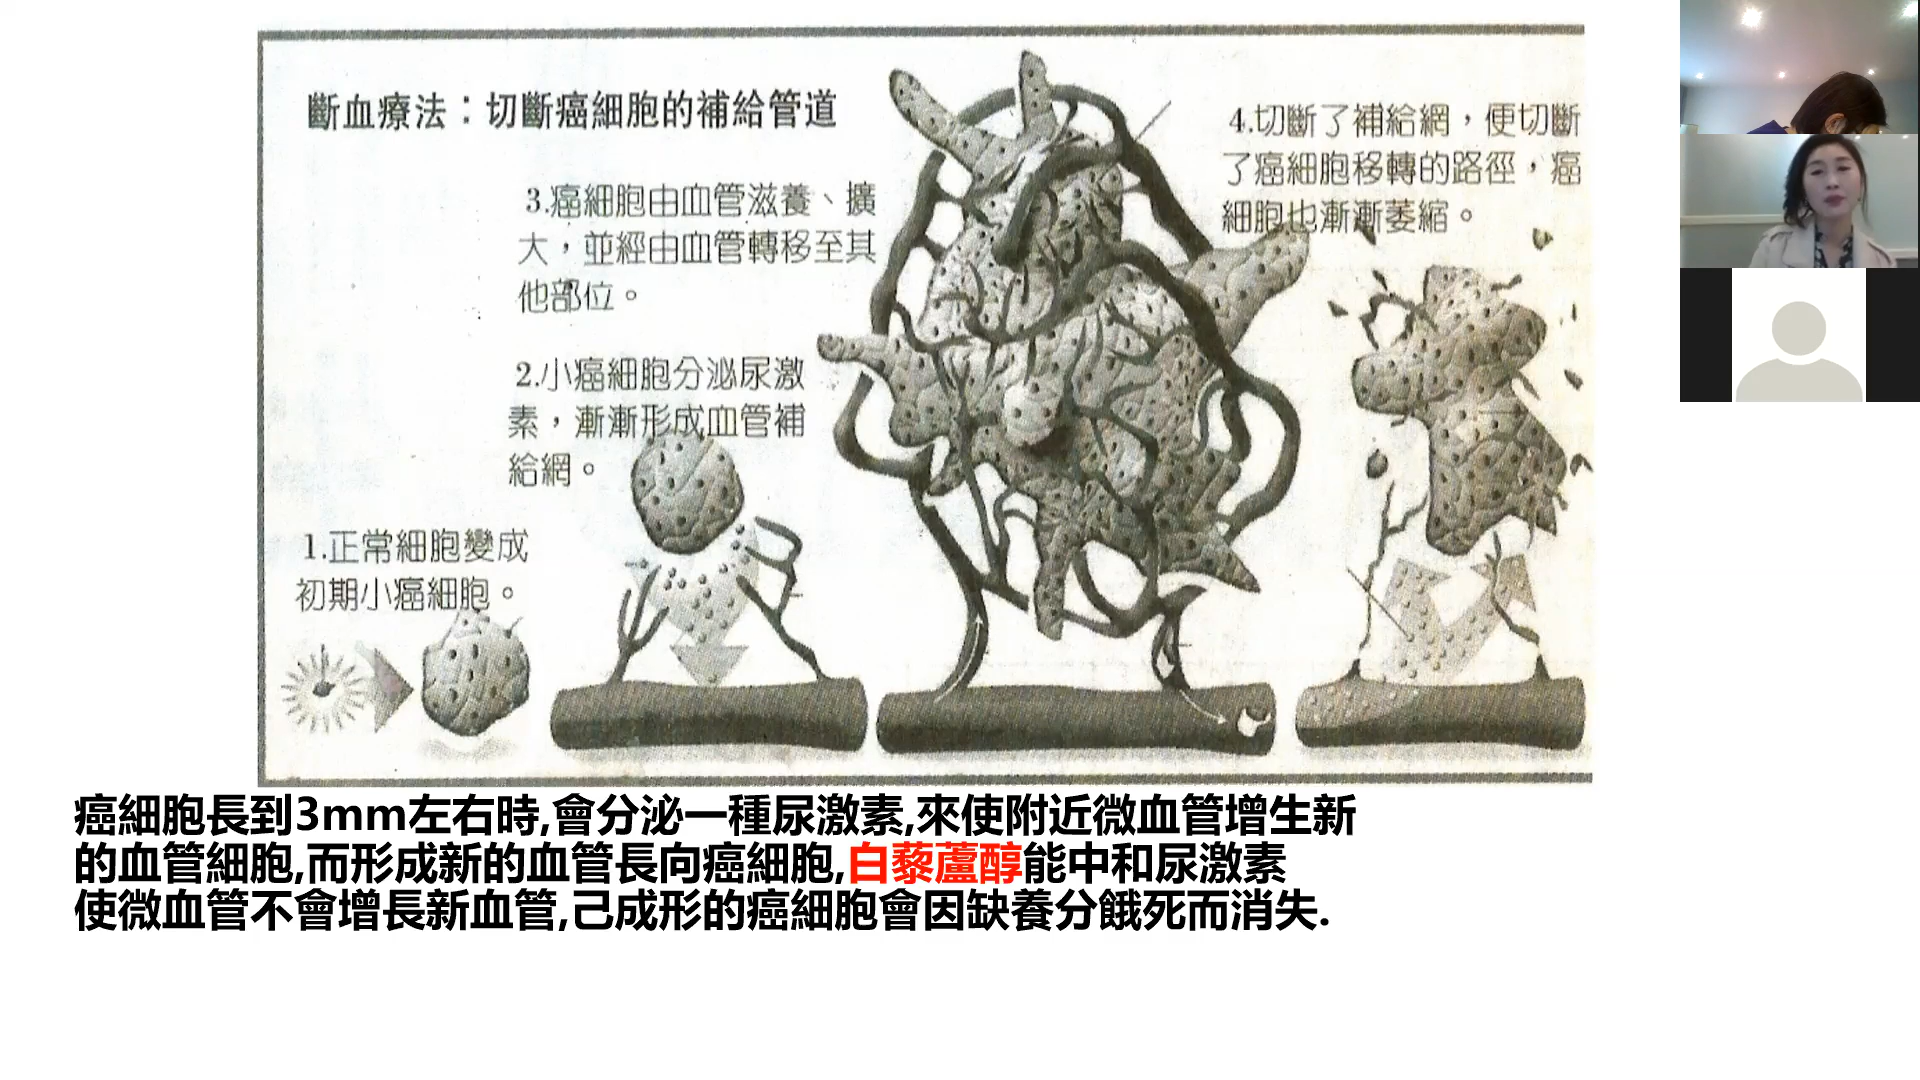 斷血療法：切斷癌細胞的補給管道
3.癌細胞由血管滋養、擴
大，並經由血管轉移至其
他部位。
2.小癌細胞分泌尿激
素，漸漸形成血管補
給網。
1.正常細胞變成
初期小癌細胞。
4.切斷了補給網，便切斷
了癌細胞移轉的路徑，癌
細胞也漸漸萎縮。
癌細胞長到3mm左右時,會分泌一種尿激素,來使附近微血管增生新
的血管細胞,而形成新的血管長向癌細胞,白藜蘆醇能中和尿激素
使微血管不會增長新血管,己成形的癌細胞會因缺養分餓死而消失.